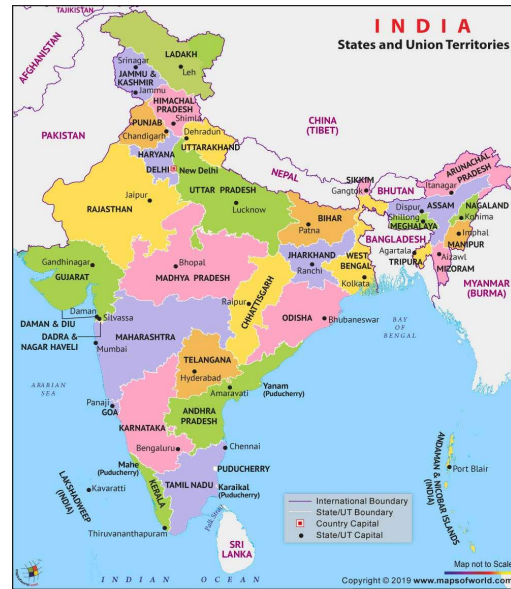 INDIA
States and Union Territories
TAJIKISTAN
AFGHANISTAN
PAKISTAN
CHINA
(TIBET)
NEPAL
BHUTAN
BANGLADESH
MYANMAR
(BURMA)
SRI
LANKA
LADAKH
Leh
Srinagar
JAMMU &
KASHMIR
Jammu
HIMACHAL
PRADESH
Shimla
PUNJAB
Chandigarh
Dehradun
UTTARAKHAND
HARYANA
DELHI
New Delhi
RAJASTHAN
Jaipur
UTTAR PRADESH
Lucknow
BIHAR
Patna
SIKKIM
Gangtok
ARUNACHAL
PRADESH
Itanagar
ASSAM
Dispur
NAGALAND
Kohima
Shillong
MEGHALAYA
Imphal
MANIPUR
Agartala
TRIPURA
Aizawl
MIZORAM
WEST
BENGAL
Kolkata
JHARKHAND
Ranchi
Gandhinagar
GUJARAT
Bhopal
MADHYA PRADESH
CHHATTISGARH
Raipur
ODISHA
Bhubaneswar
Daman
DAMAN & DIU
Silvassa
DADRA &
NAGAR HAVELI
MAHARASHTRA
Mumbai
TELANGANA
Hyderabad
Amaravati
Yanam
(Puducherry)
ANDHRA
PRADESH
Panaji
GOA
KARNATAKA
Bengaluru
Chennai
PUDUCHERRY
Mahe
(Puducherry)
TAMIL NADU
Karaikal
(Puducherry)
KERALA
Thiruvananthapuram
Kavaratti
LAKSHADWEEP
(INDIA)
Palk Strait
ANDAMAN & NICOBAR ISLANDS
(INDIA)
Port Blair
ARABIAN
SEA
BAY
OF
BENGAL
INDIAN OCEAN
International Boundary
State/UT Boundary
Country Capital
State/UT Capital
Map not to Scale
Copyright © 2019 www.mapsofworld.com